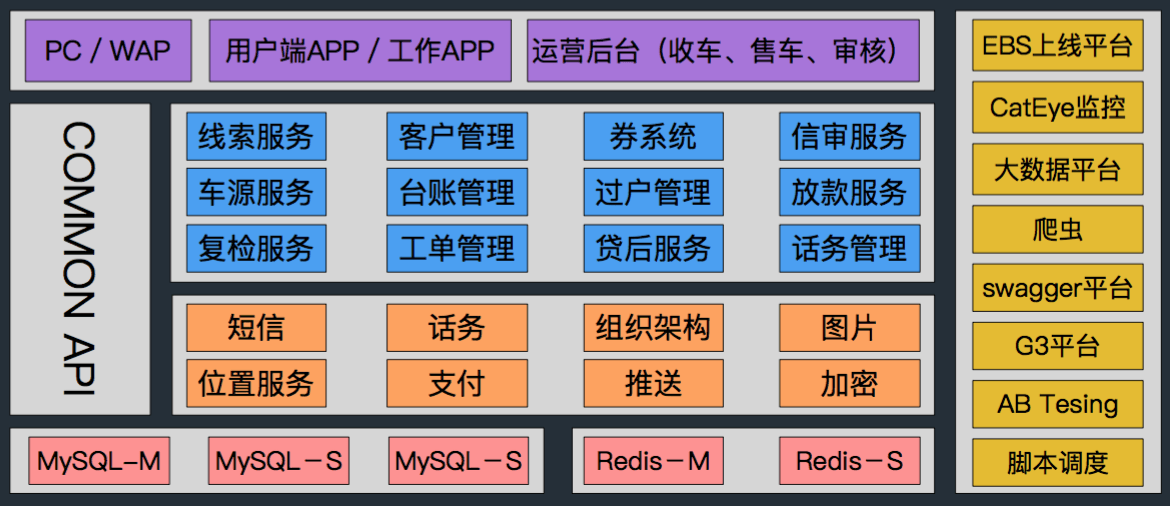 PC / WAP
用户端APP / 工作APP
运营后台（收车、售车、审核）
COMMON API
线索服务
客户管理
券系统
信审服务
车源服务
台账管理
过户管理
放款服务
复检服务
工单管理
贷后服务
话务管理
短信
话务
组织架构
图片
位置服务
支付
推送
加密
MySQL-M
MySQL－S
MySQL－S
Redis－M
Redis－S
EBS上线平台
CatEye监控
大数据平台
爬虫
swagger平台
G3平台
AB Tesing
脚本调度